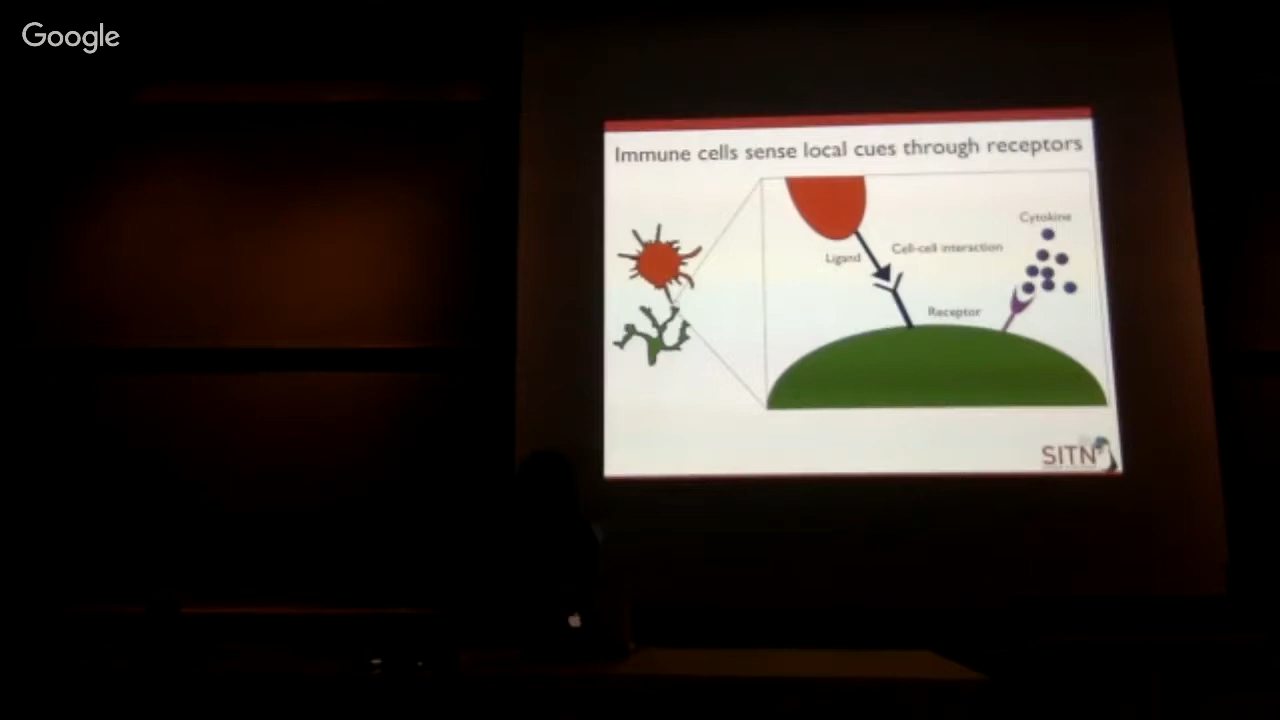 Google
Immune cells sense local cues through receptors
Cytokine
Cell-cell interaction
Ligand
Receptor
SITN